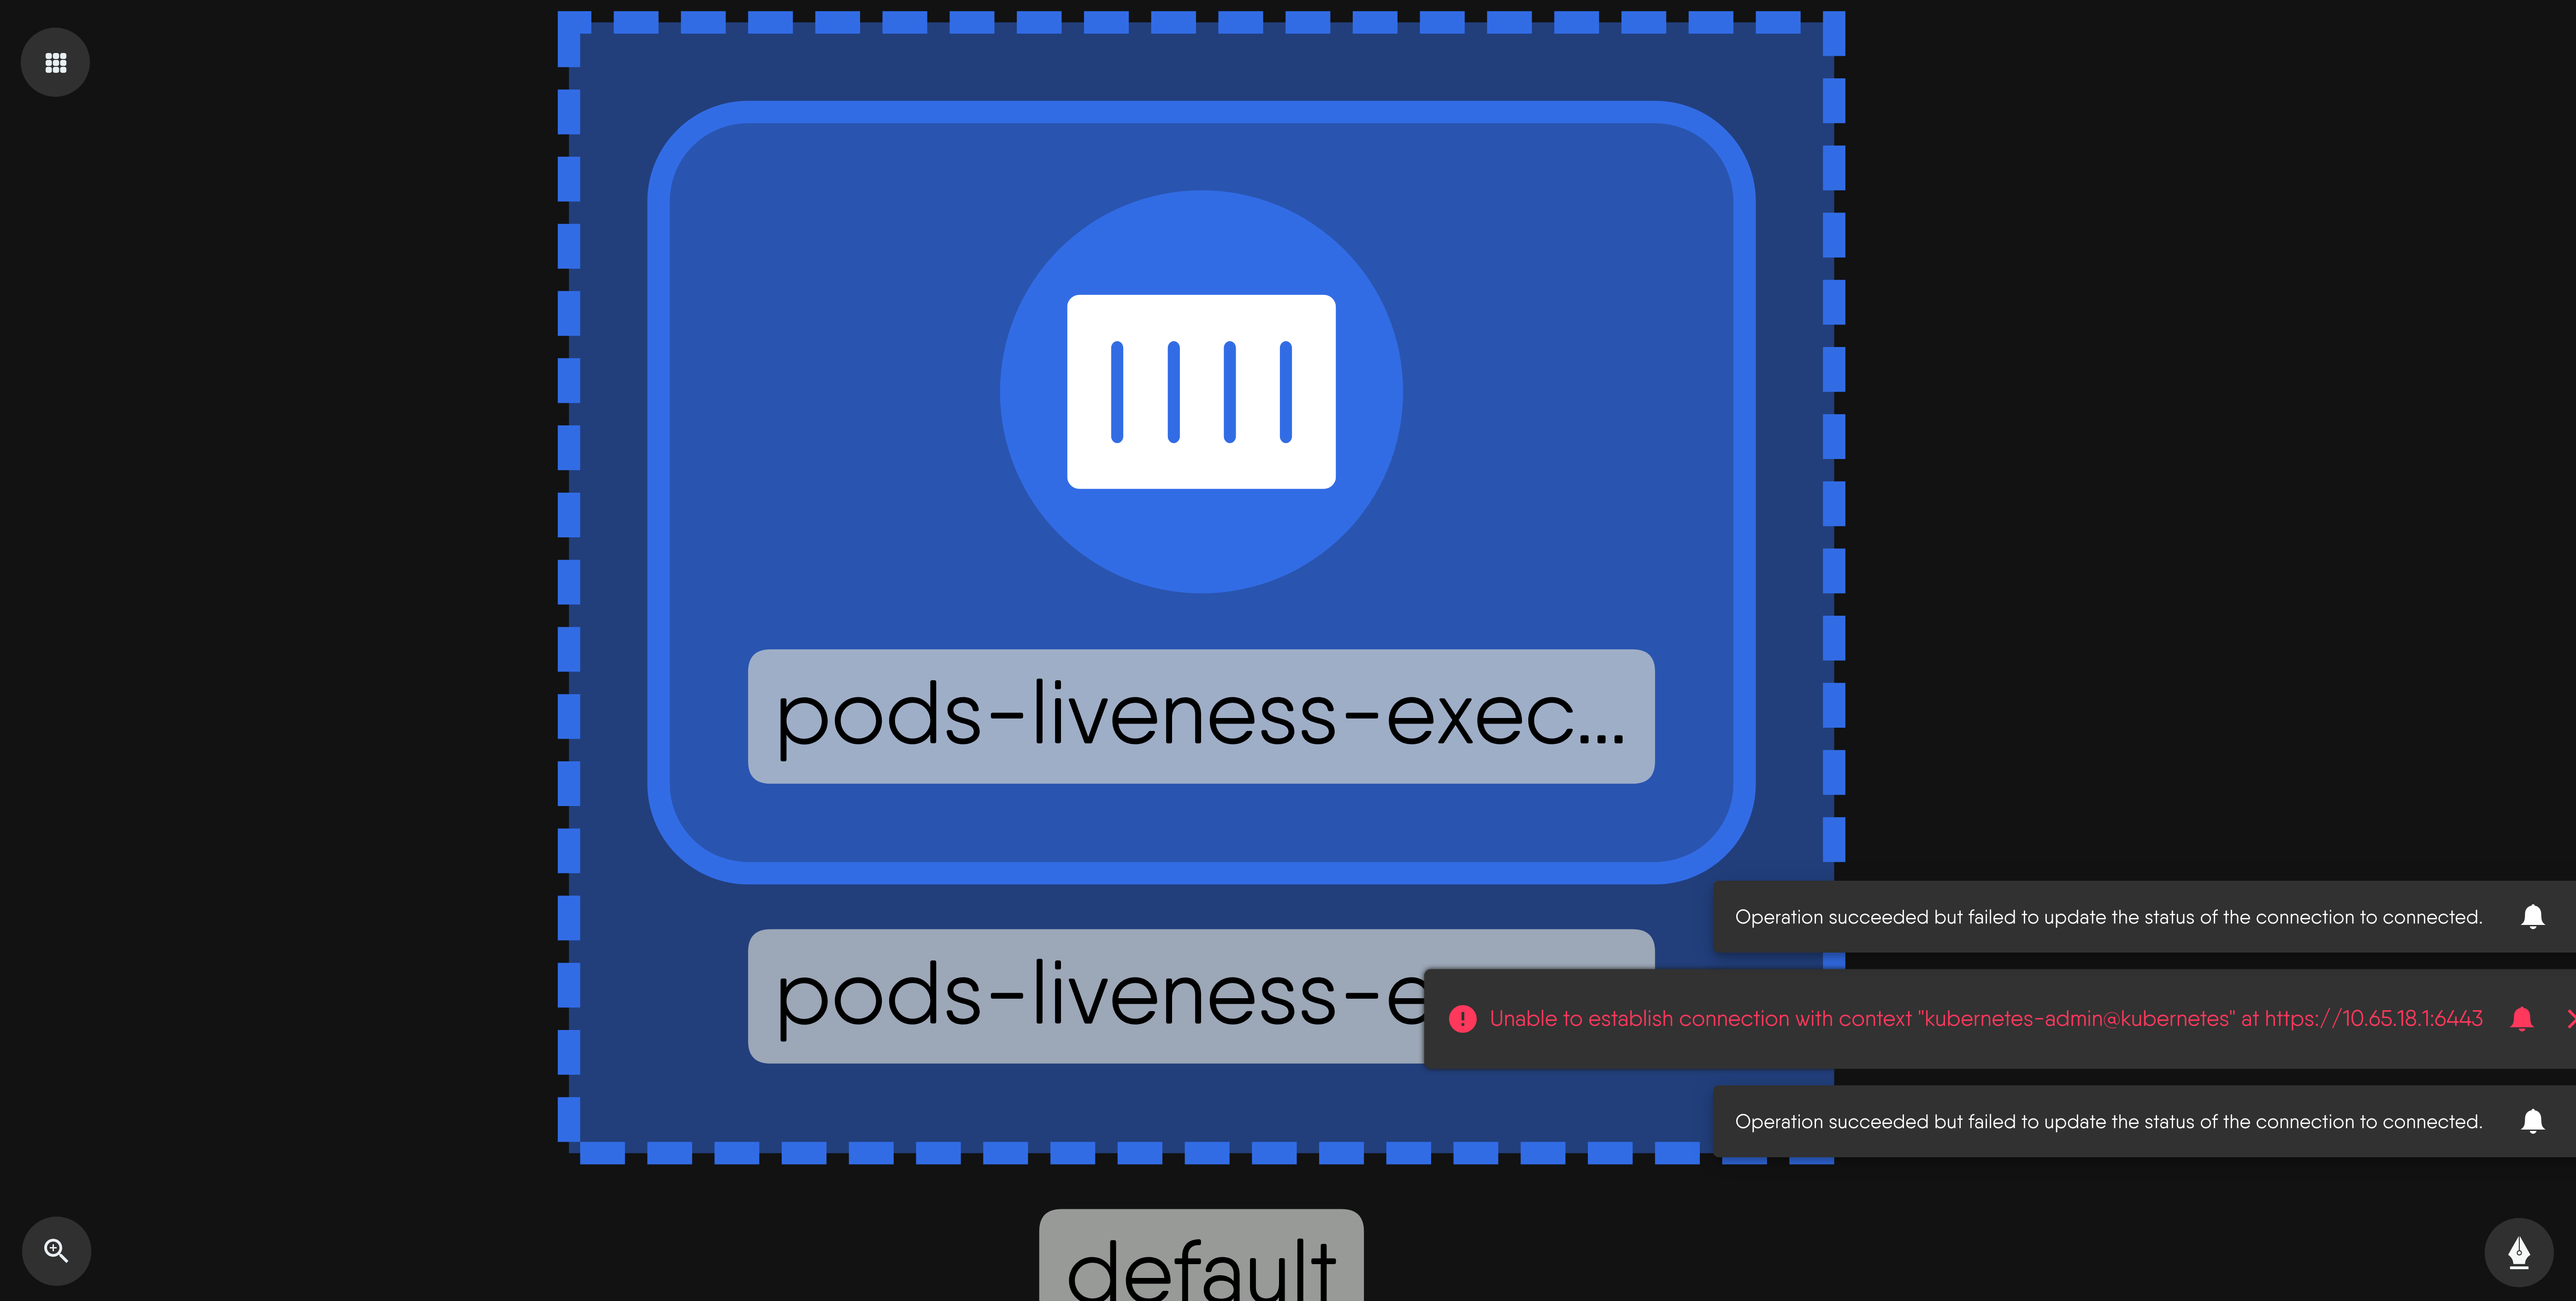 pods-liveness-exec...
Operation succeeded but failed to update the status of the connection to connected.
pods-liveness-e
Unable to establish connection with context "kubernetes-admin@kubernetes" at https://10.65.18.1:6443
Operation succeeded but failed to update the status of the connection to connected.
default